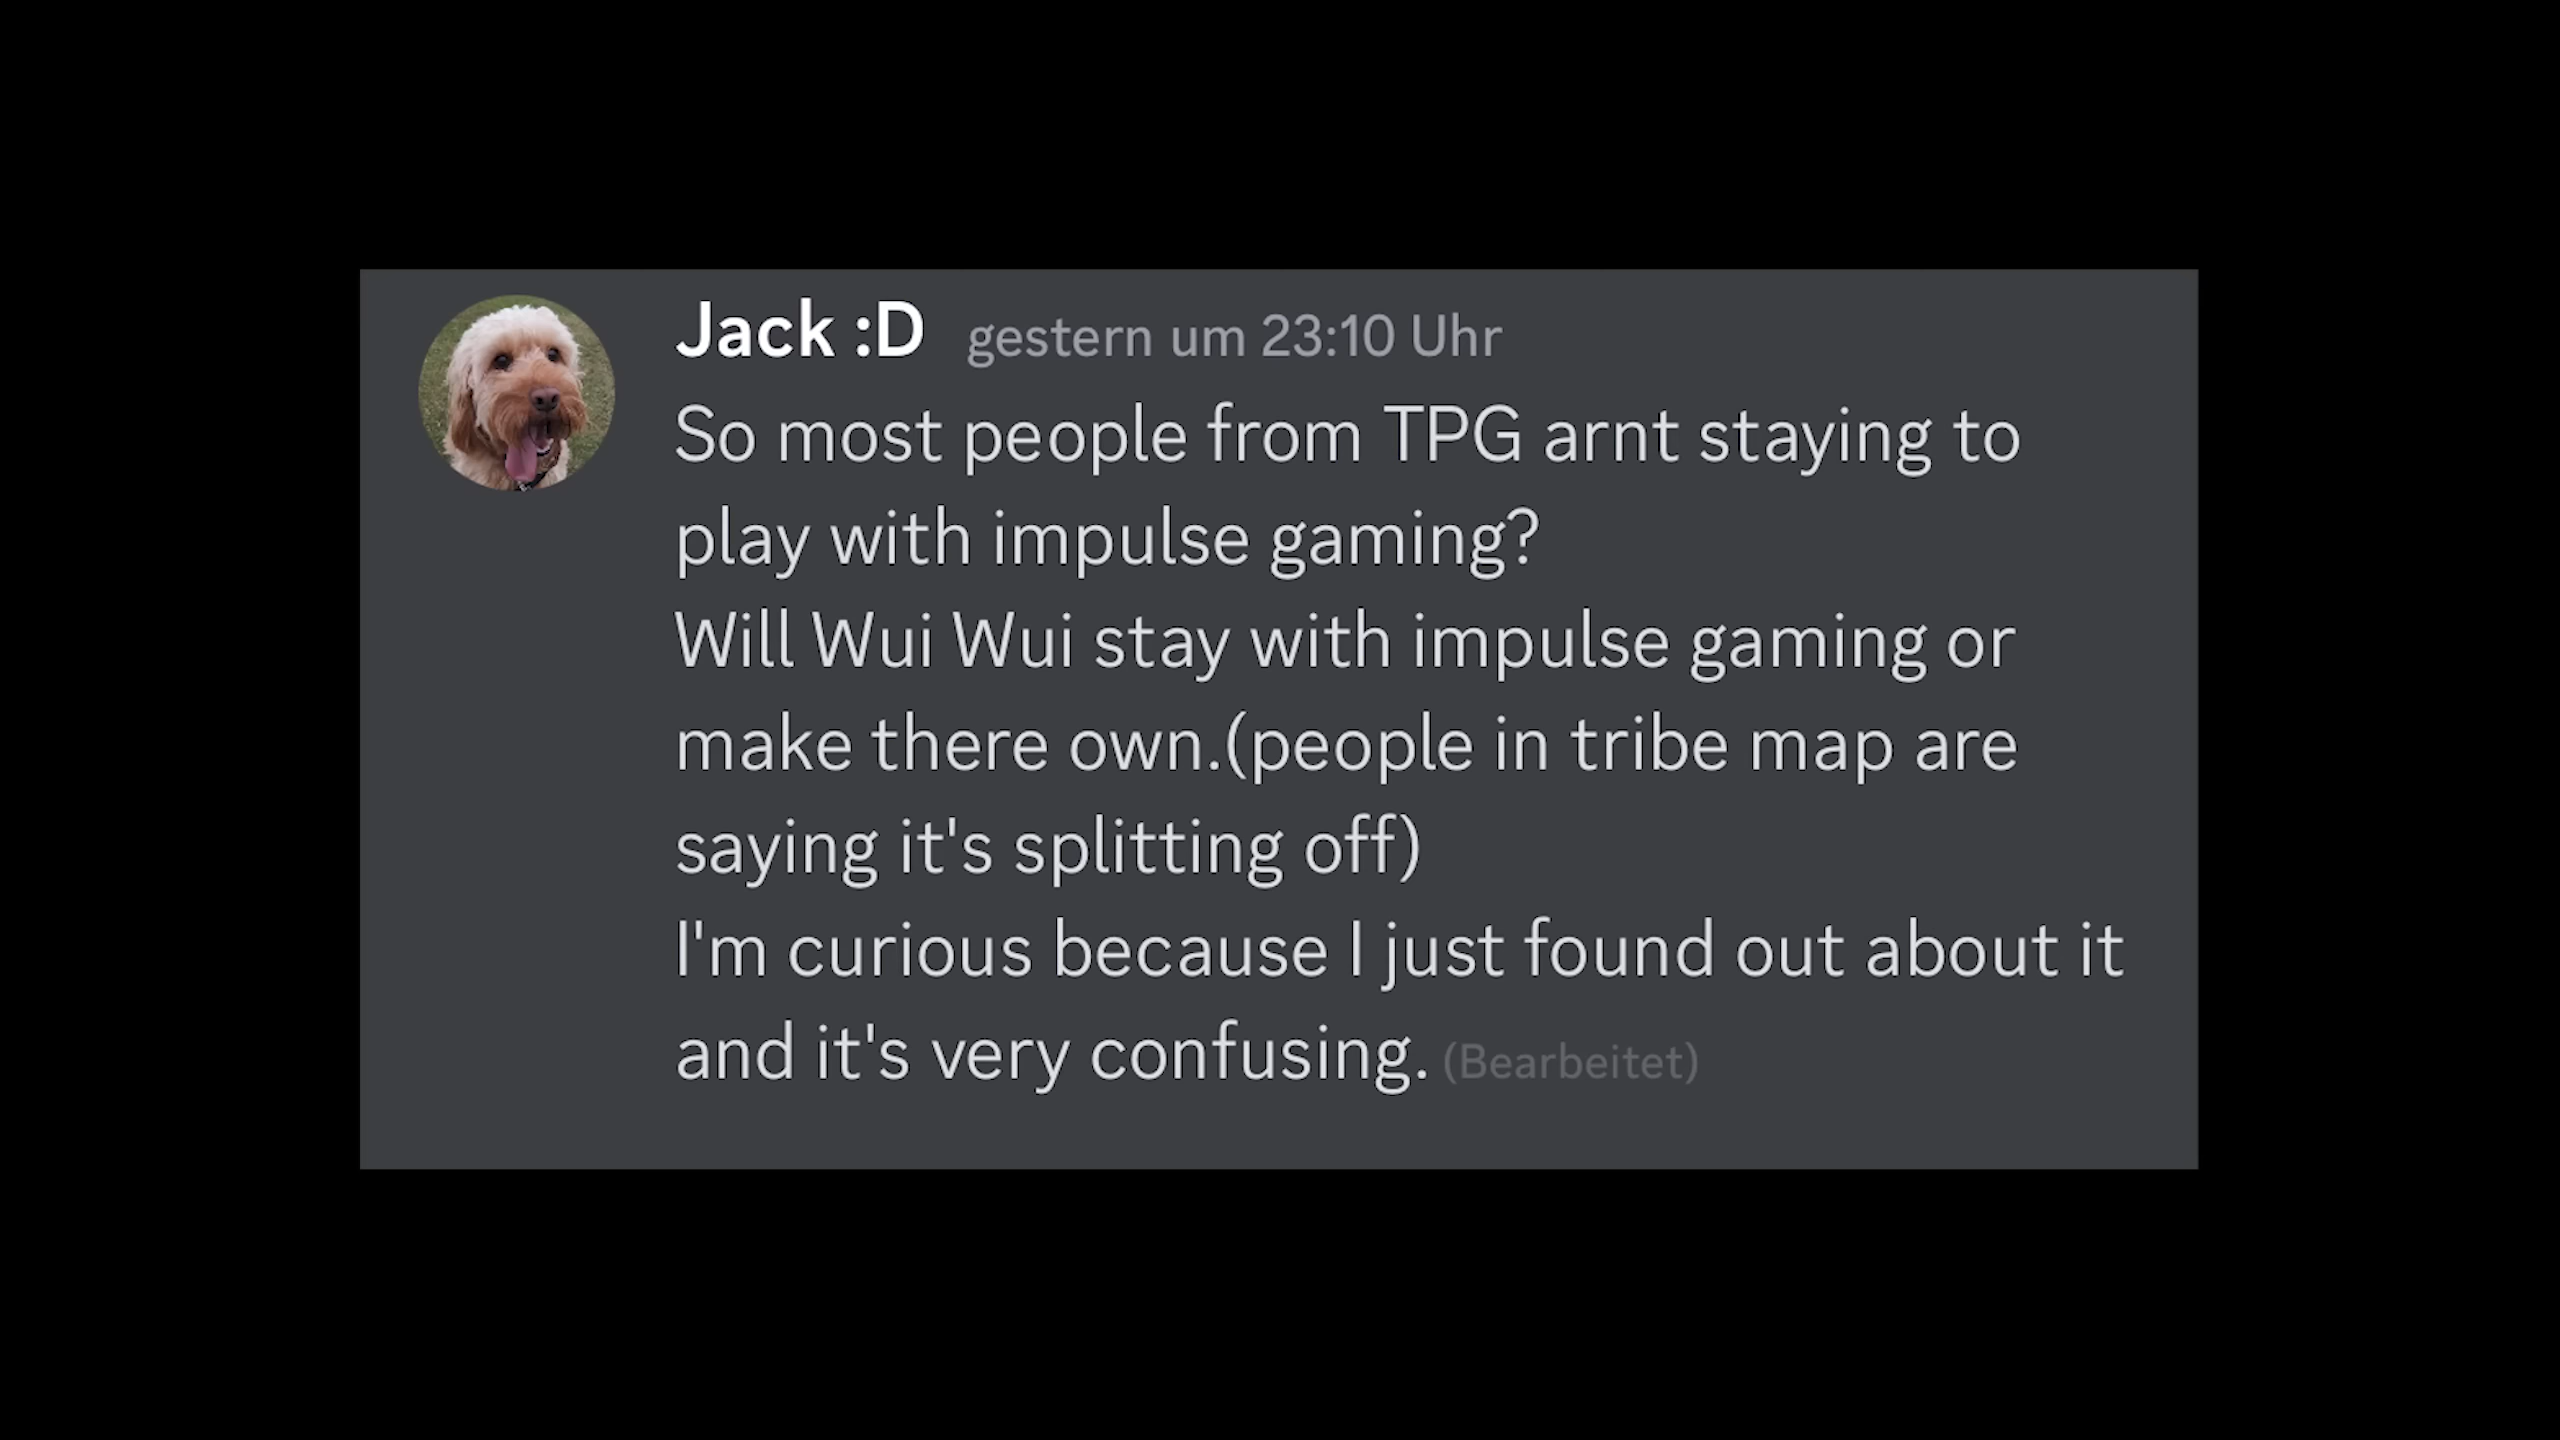 Jack :D gestern um 23:10 Uhr
So most people from TPG arnt staying to
play with impulse gaming?
Will Wui Wui stay with impulse gaming or
make there own.(people in tribe map are
saying it's splitting off)
I'm curious because I just found out about it
and it's very confusing. (Bearbeitet)